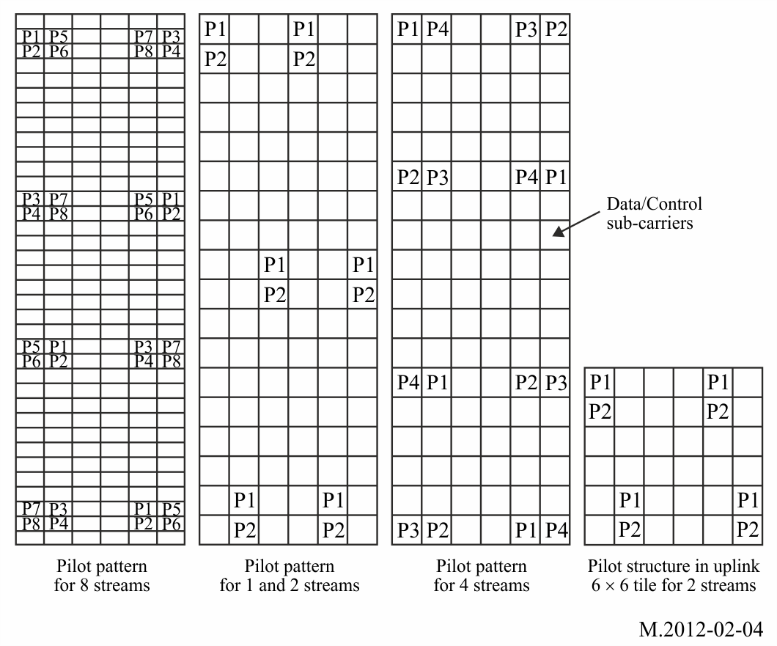 P1 P5 P7 P3
P2 P6 P8 P4
P3 P7 P5 P1
P4 P8 P6 P2
P5 P1 P3 P7
P6 P2 P4 P8
P7 P3 P1 P5
P8 P4 P2 P6
Pilot pattern
for 8 streams
P1 P1
P2 P2
P1 P1
P2 P2
P1 P1
P2 P2
Pilot pattern
for 1 and 2 streams
P1 P4 P3 P2
P2 P3 P4 P1
P4 P1 P2 P3
P3 P2 P1 P4
Pilot pattern
for 4 streams
Data/Control
sub-carriers
P1 P1
P2 P2
P1 P1
P2 P2
Pilot structure in uplink
6 × 6 tile for 2 streams
M.2012-02-04